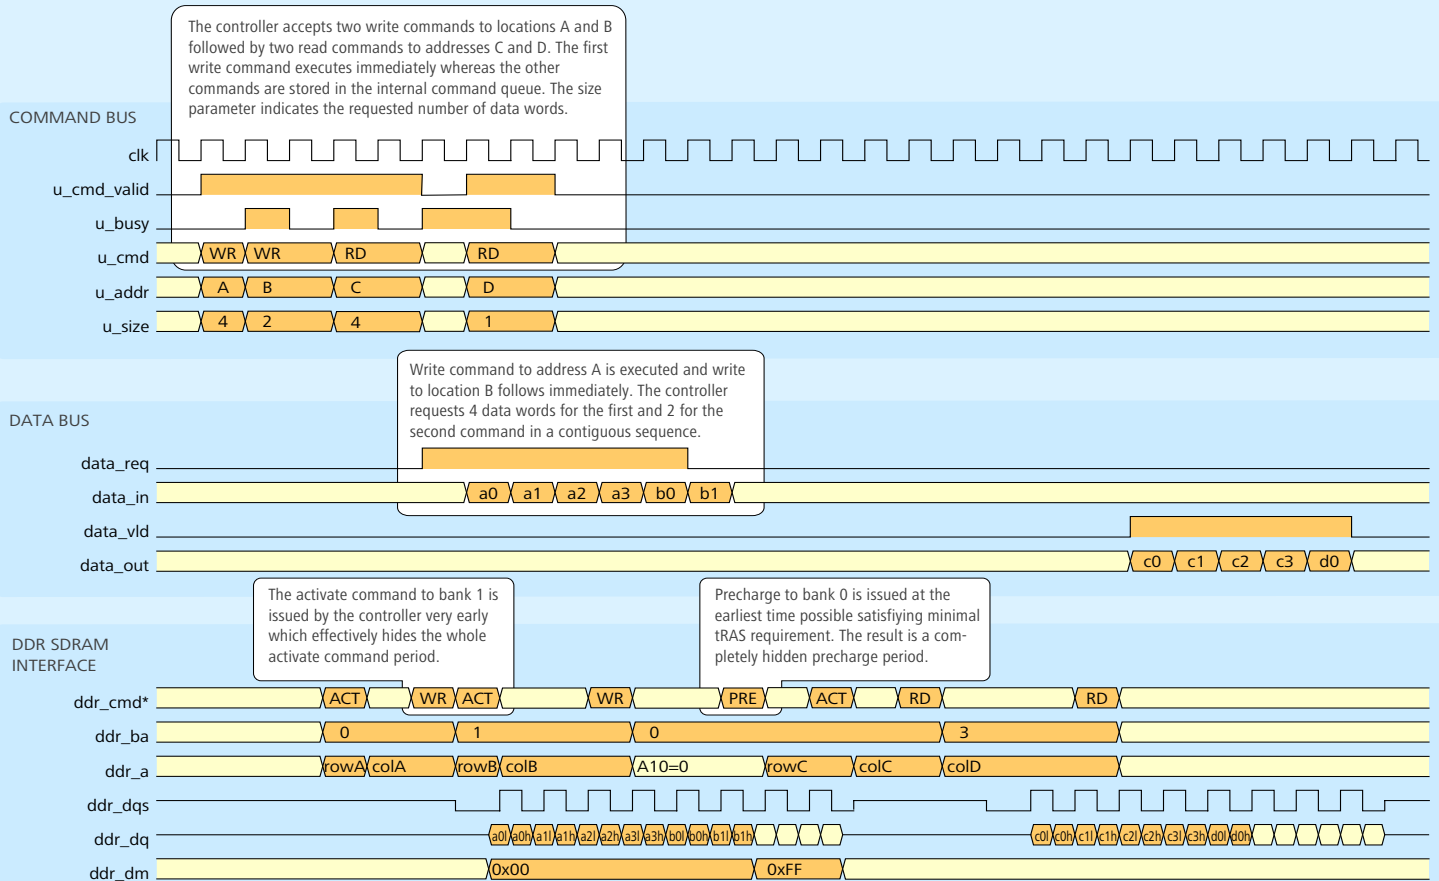 The controller accepts two write commands to locations A and B
followed by two read commands to addresses C and D. The first
write command executes immediately whereas the other
commands are stored in the internal command queue. The size
parameter indicates the requested number of data words.
COMMAND BUS
clk
u_cmd_valid
u_busy
u_cmd WR WR RD RD
u_addr A B C D
u_size 4 2 4 1
Write command to address A is executed and write
to location B follows immediately. The controller
requests 4 data words for the first and 2 for the
second command in a contiguous sequence.
DATA BUS
data_req
data_in a0 a1 a2 a3 b0 b1
data_vld
data_out c0 c1 c2 c3 d0
The activate command to bank 1 is
issued by the controller very early
which effectively hides the whole
activate command period.
Precharge to bank 0 is issued at the
earliest time possible satisfiying minimal
tRAS requirement. The result is a com-
pletely hidden precharge period.
DDR SDRAM
INTERFACE
ddr_cmd* ACT WR ACT WR PRE ACT RD RD
ddr_ba 0 1 0 3
ddr_a rowA colA rowB colB A10=0 rowC colC colD
ddr_dqs
ddr_dq a0l a0h a1l a1h a2l a2h a3l a3h b0l b0h b1l b1h c0l c0h c1l c1h c2l c2h c3l c3h d0l d0h
ddr_dm 0x00 0xFF